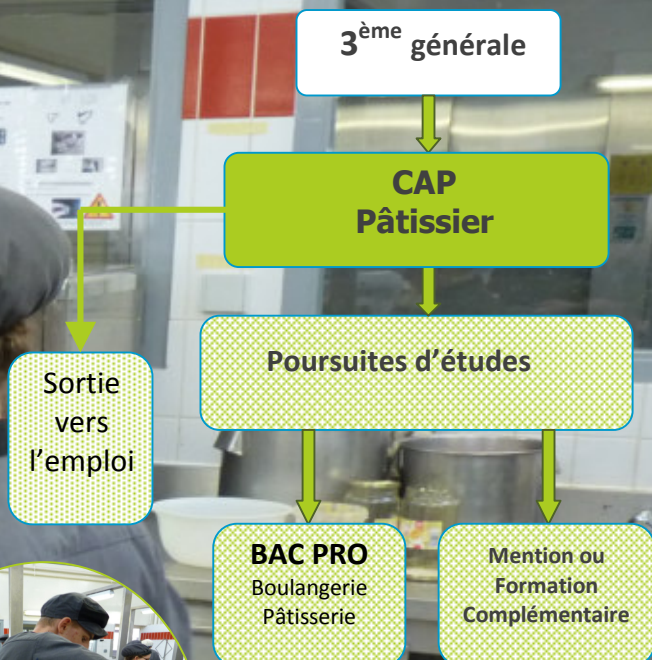 3ème générale
CAP
Pâtissier
Poursuites d’études
Sortie
vers
l’emploi
BAC PRO
Boulangerie
Pâtisserie
Mention ou
Formation
Complémentaire